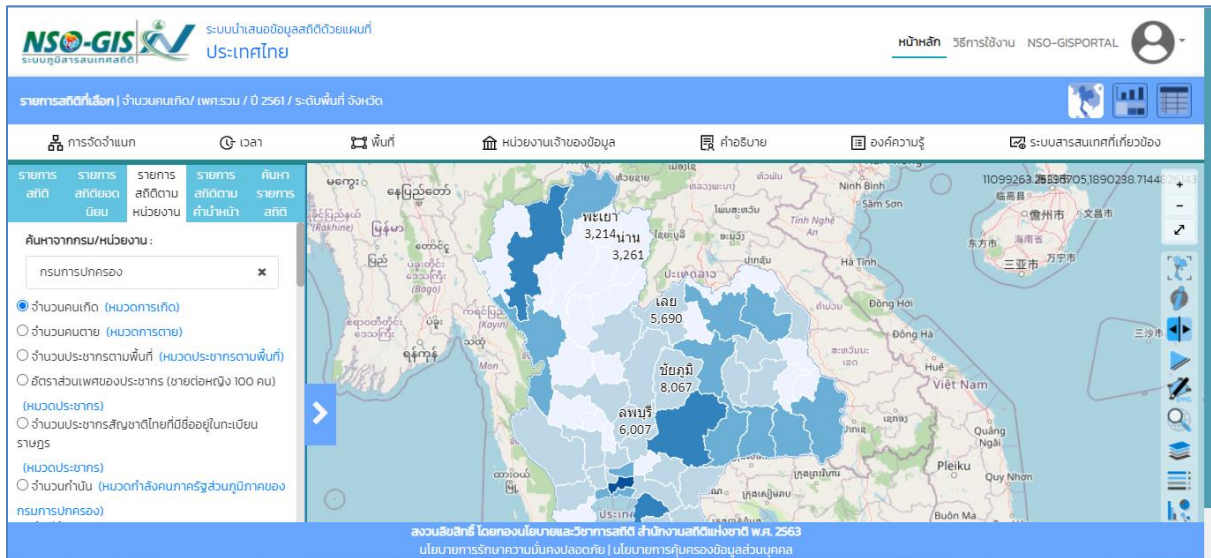 NSO-GIS
ระบบภูมิสารสนเทศสถิติ
ระบบนำเสนอข้อมูลสถิติด้วยแผนที่
ประเทศไทย
หน้าหลัก วิธีการใช้งาน NSO-GISPORTAL
รายการสถิติที่เลือก | จำนวนคนเกิด/ เพศ:รวม / ปี 2561 / ระดับพื้นที่ จังหวัด
การจัดจำแนก เวลา พื้นที่ หน่วยงานเจ้าของข้อมูล คำอธิบาย องค์ความรู้ ระบบสารสนเทศที่เกี่ยวข้อง
รายการ รายการ รายการ รายการ ค้นหา
สถิติ สถิติยอด สถิติตาม สถิติตาม รายการ
นิยม หน่วยงาน คำนำหน้า สถิติ
ค้นหาจากกรม/หน่วยงาน :
กรมการปกครอง
จำนวนคนเกิด (หมวดการเกิด)
จำนวนคนตาย (หมวดการตาย)
จำนวนประชากรตามพื้นที่ (หมวดประชากรตามพื้นที่)
อัตราส่วนเพศของประชากร (ชายต่อหญิง 100 คน)
(หมวดประชากร)
จำนวนประชากรสัญชาติไทยที่มีชื่ออยู่ในทะเบียน
ราษฎร
(หมวดประชากร)
จำนวนกำนัน (หมวดกำลังคนภาครัฐส่วนภูมิภาคของ
กรมการปกครอง)
မကွေး
နေပြည်တော်
(Rakhine)
မြန်မာ
ပြည်
(Bago)
(Kayin)
ပဲခူး
ရန်ကုန်
Mon
พะเยา
3,214
น่าน
3,261
เลย
5,690
ชัยภูมิ
8,067
ลพบุรี
6,007
Ninh Bình
Sầm Sơn
Tỉnh Nghệ
An
Hà Tĩnh
Đồng Hới
Đông Hà
Huế
Việt Nam
Quảng
Ngãi
Pleiku
Quy Nhơn
Buôn Ma
临高县
儋州市
文昌市
东方市
海南省
万宁市
三亚市
三沙市
สงวนลิขสิทธิ์ โดยกองนโยบายและวิชาการสถิติ สำนักงานสถิติแห่งชาติ พ.ศ. 2563
นโยบายการรักษาความมั่นคงปลอดภัย | นโยบายการคุ้มครองข้อมูลส่วนบุคคล